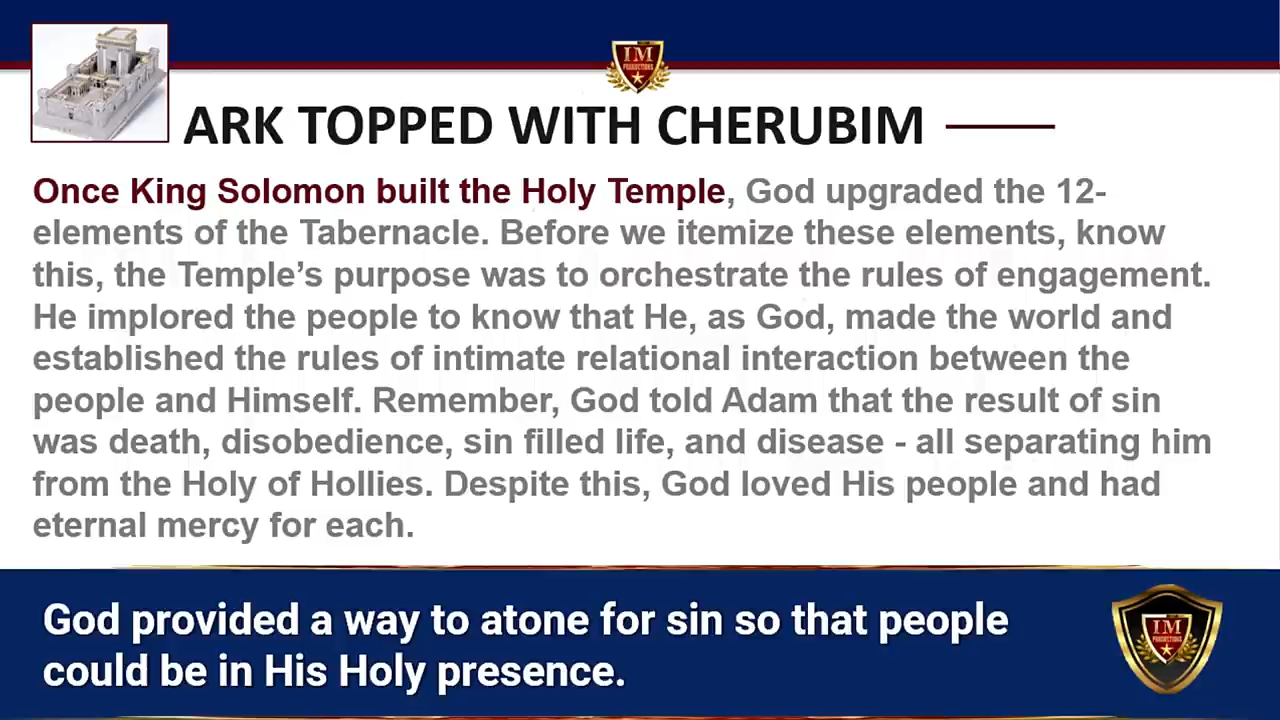 IM
PRODUCTIONS
ARK TOPPED WITH CHERUBIM
Once King Solomon built the Holy Temple, God upgraded the 12-
elements of the Tabernacle. Before we itemize these elements, know
this, the Temple’s purpose was to orchestrate the rules of engagement.
He implored the people to know that He, as God, made the world and
established the rules of intimate relational interaction between the
people and Himself. Remember, God told Adam that the result of sin
was death, disobedience, sin filled life, and disease - all separating him
from the Holy of Hollies. Despite this, God loved His people and had
eternal mercy for each.
God provided a way to atone for sin so that people
could be in His Holy presence.
IM
PRODUCTIONS